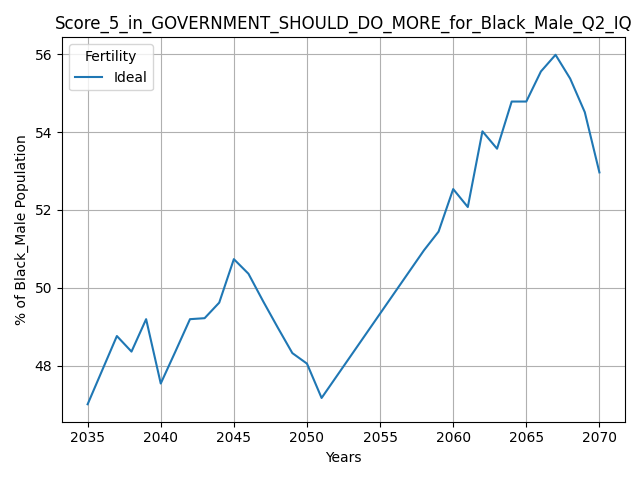 Score_5_in_GOVERNMENT_SHOULD_DO_MORE_for_Black_Male_Q2_IQ
Fertility
Ideal
% of Black_Male Population
56
54
52
50
48
2035 2040 2045 2050 2055 2060 2065 2070
Years